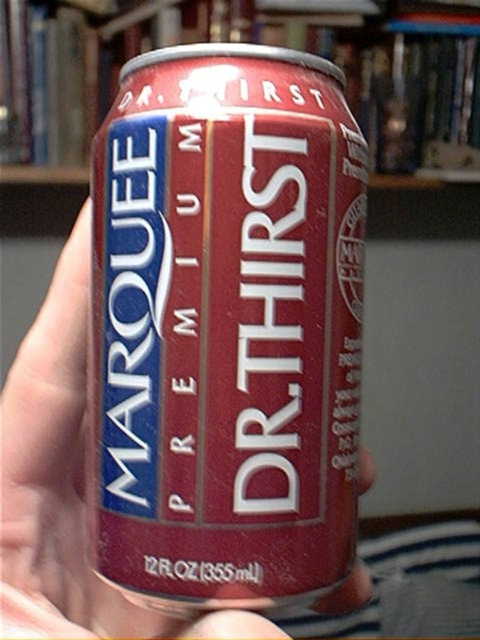 DR. THIRST
MARQUEE
PREMIUM
DR.THIRST
12 FL OZ (355 mL)